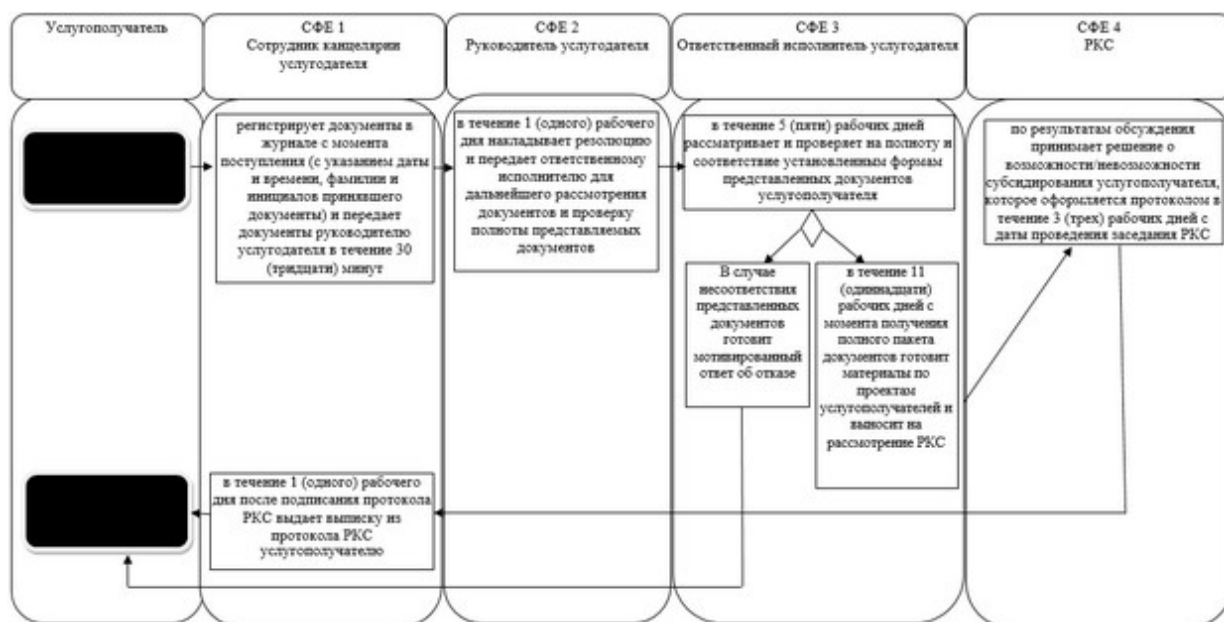 Услугополучатель
СФЕ 1
Сотрудник канцелярии
услугодателя
СФЕ 2
Руководитель услугодателя
СФЕ 3
Ответственный исполнитель услугодателя
СФЕ 4
РКС
регистрирует документы в
журнале с момента
поступления (с указанием даты
и времени, фамилии и
инициалов принявшего
документы) и передает
документы руководителю
услугодателя в течение 30
(тридцати) минут
в течение 1 (одного) рабочего
дня накладывает резолюцию
и передает ответственному
исполнителю для
дальнейшего рассмотрения
документов и проверку
полноты представляемых
документов
в течение 5 (пяти) рабочих дней
рассматривает и проверяет на полноту и
соответствие установленным формам
представленных документов
услугополучателя
по результатам обсуждения
принимает решение о
возможности/невозможности
субсидирования услугополучателя,
которое оформляется протоколом в
течение 3 (трех) рабочих дней с
даты проведения заседания РКС
В случае
несоответствия
представленных
документов
готовит
мотивированный
ответ об отказе
в течение 11
(одиннадцати)
рабочих дней с
момента получения
полного пакета
документов готовит
материалы по
проектам
услугополучателей и
выносит на
рассмотрение РКС
в течение 1 (одного) рабочего
дня после подписания протокола
РКС выдает выписку из
протокола РКС
услугополучателю